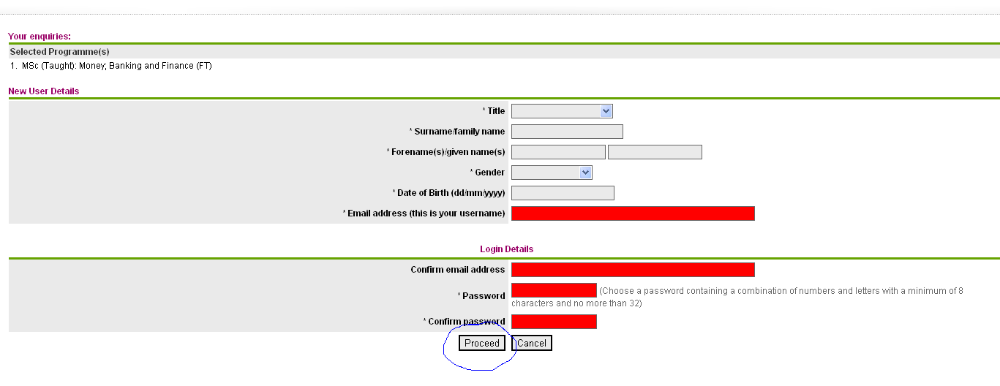 Your enquiries:
Selected Programme(s)
1. MSc (Taught): Money, Banking and Finance (FT)
New User Details
* Title
* Surname/family name
* Forename(s)/given name(s)
* Gender
* Date of Birth (dd/mm/yyyy)
* Email address (this is your username)
Login Details
Confirm email address
* Password (Choose a password containing a combination of numbers and letters with a minimum of 8
characters and no more than 32)
* Confirm password
Proceed Cancel